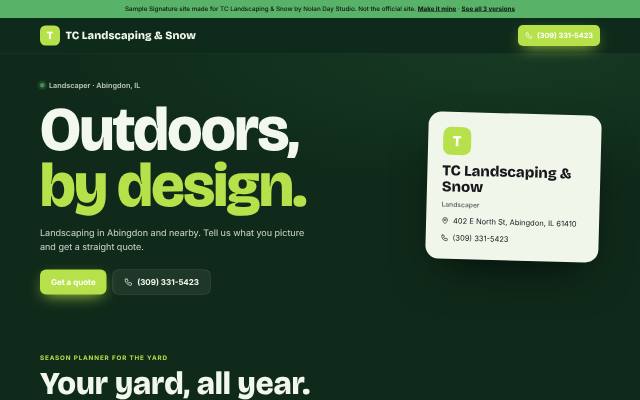 Sample Signature site made for TC Landscaping & Snow by Nolan Day Studio. Not the official site. Make it mine · See all 3 versions
T TC Landscaping & Snow
(309) 331-5423
Landscaper · Abingdon, IL
Outdoors,
by design.
Landscaping in Abingdon and nearby. Tell us what you picture
and get a straight quote.
Get a quote
(309) 331-5423
T
TC Landscaping &
Snow
Landscaper
402 E North St, Abingdon, IL 61410
(309) 331-5423
SEASON PLANNER FOR THE YARD
Your yard, all year.